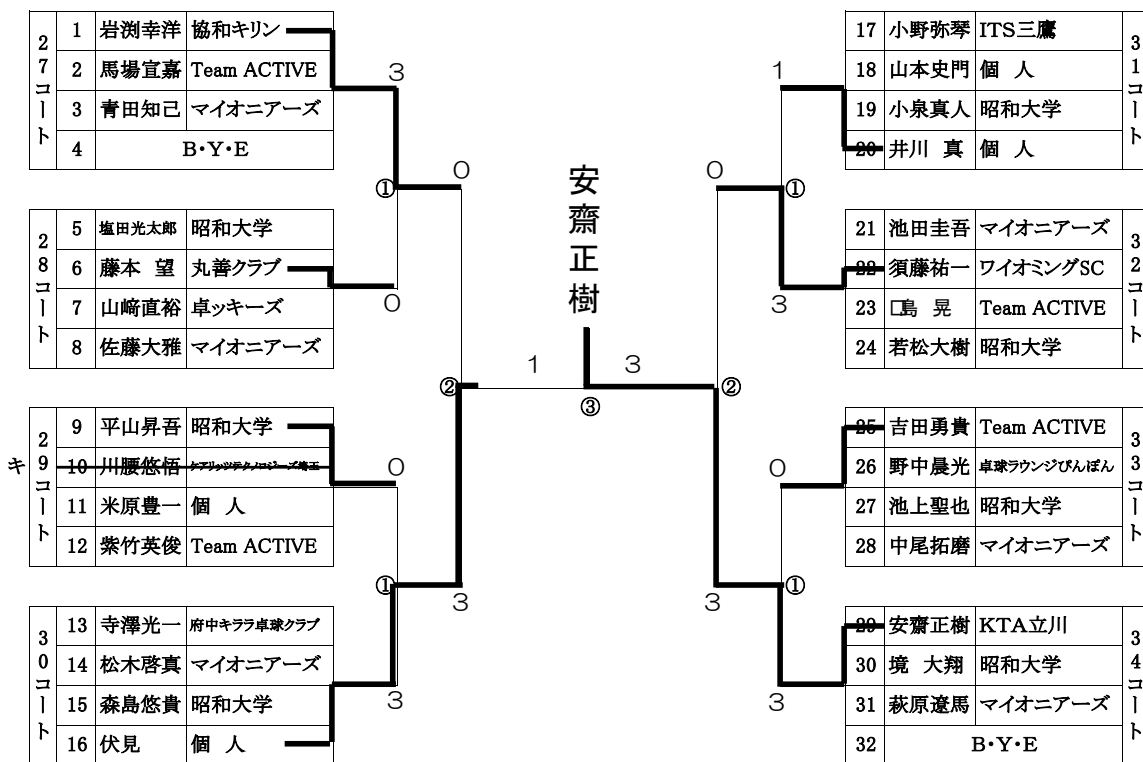 27コート
1 岩渕幸洋 協和キリン
2 馬場宣嘉 Team ACTIVE
3 青田知己 マイオニアーズ
4 B・Y・E
28コート
5 塩田光太郎 昭和大学
6 藤本 望 丸善クラブ
7 山﨑直裕 卓ッキーズ
8 佐藤大雅 マイオニアーズ
キ
29コート
9 平山昇吾 昭和大学
10 川腰悠悟 ケアリッツテクノロジーズ埼玉
11 米原豊一 個 人
12 紫竹英俊 Team ACTIVE
30コート
13 寺澤光一 府中キララ卓球クラブ
14 松木啓真 マイオニアーズ
15 森島悠貴 昭和大学
16 伏見 個 人
3
①
0
0
②
0
①
3
3
安齋正樹
1 3
③
1
0
①
3
②
0
①
3
3
31コート
17 小野弥琴 ITS三鷹
18 山本史門 個 人
19 小泉真人 昭和大学
20 井川 真 個 人
32コート
21 池田圭吾 マイオニアーズ
22 須藤祐一 ワイオミングSC
23 □島 晃 Team ACTIVE
24 若松大樹 昭和大学
33コート
25 吉田勇貴 Team ACTIVE
26 野中晨光 卓球ラウンジぴんぽん
27 池上聖也 昭和大学
28 中尾拓磨 マイオニアーズ
34コート
29 安齋正樹 KTA立川
30 境 大翔 昭和大学
31 萩原遼馬 マイオニアーズ
32 B・Y・E